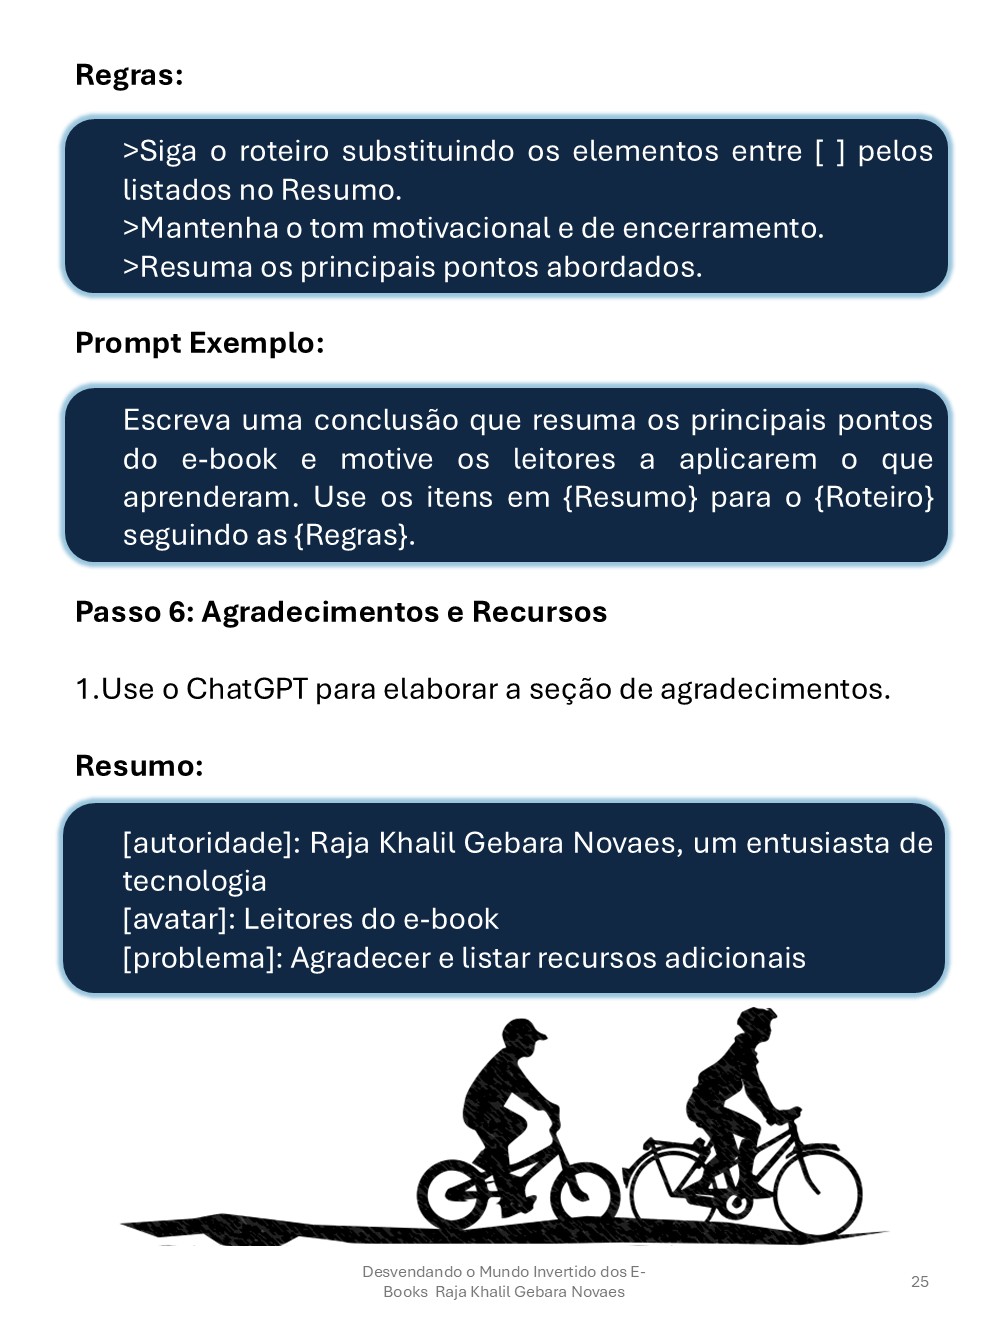 Regras:
>Siga o roteiro substituindo os elementos entre [ ] pelos
listados no Resumo.
>Mantenha o tom motivacional e de encerramento.
>Resuma os principais pontos abordados.
Prompt Exemplo:
Escreva uma conclusão que resuma os principais pontos
do e-book e motive os leitores a aplicarem o que
aprenderam. Use os itens em {Resumo} para o {Roteiro}
seguindo as {Regras}.
Passo 6: Agradecimentos e Recursos
1.Use o ChatGPT para elaborar a seção de agradecimentos.
Resumo:
[autoridade]: Raja Khalil Gebara Novaes, um entusiasta de
tecnologia
[avatar]: Leitores do e-book
[problema]: Agradecer e listar recursos adicionais
Desvendando o Mundo Invertido dos E-
Books  Raja Khalil Gebara Novaes
25